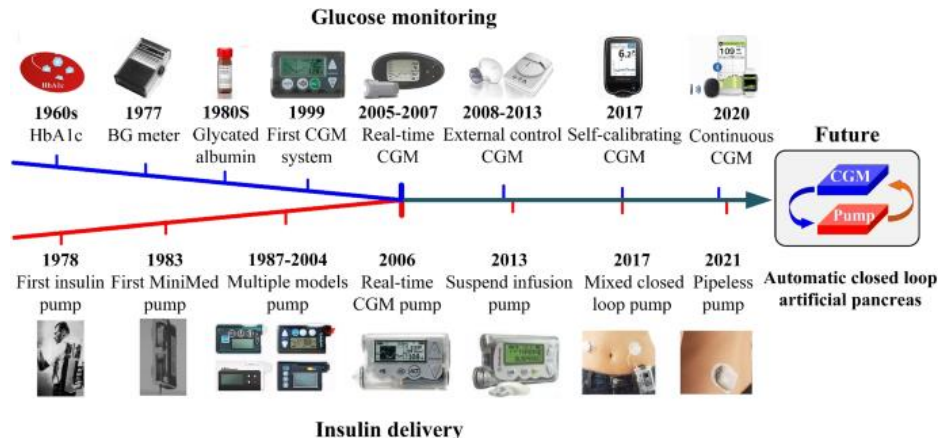 Glucose monitoring
HbA1c
1960s
HbA1c
1977
BG meter
1980S
Glycated
albumin
1999
First CGM
system
2005-2007
Real-time
CGM
2008-2013
External control
CGM
6.2
2017
Self-calibrating
CGM
109
2020
Continuous
CGM
Future
CGM
Pump
Automatic closed loop
artificial pancreas
1978
First insulin
pump
1983
First MiniMed
pump
1987-2004
Multiple models
pump
2006
Real-time
CGM pump
2013
Suspend infusion
pump
2017
Mixed closed
loop pump
2021
Pipeless
pump
Insulin delivery